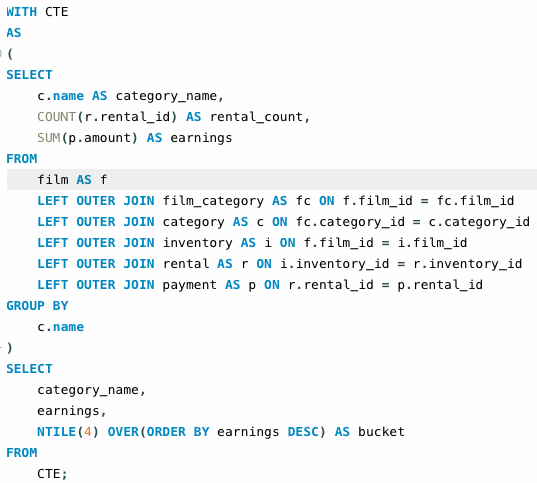 WITH CTE
AS
(
SELECT
    c.name AS category_name,
    COUNT(r.rental_id) AS rental_count,
    SUM(p.amount) AS earnings
FROM
    film AS f
    LEFT OUTER JOIN film_category AS fc ON f.film_id = fc.film_id
    LEFT OUTER JOIN category AS c ON fc.category_id = c.category_id
    LEFT OUTER JOIN inventory AS i ON f.film_id = i.film_id
    LEFT OUTER JOIN rental AS r ON i.inventory_id = r.inventory_id
    LEFT OUTER JOIN payment AS p ON r.rental_id = p.rental_id
GROUP BY
    c.name
)
SELECT
    category_name,
    earnings,
    NTILE(4) OVER(ORDER BY earnings DESC) AS bucket
FROM
    CTE;